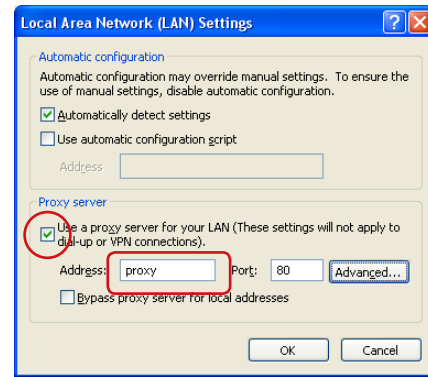 Local Area Network (LAN) Settings
Automatic configuration
Automatic configuration may override manual settings. To ensure the
use of manual settings, disable automatic configuration.
Automatically detect settings
Use automatic configuration script
Address
Proxy server
Use a proxy server for your LAN (These settings will not apply to
dial-up or VPN connections).
Address: proxy Port: 80 Advanced...
Bypass proxy server for local addresses
OK Cancel